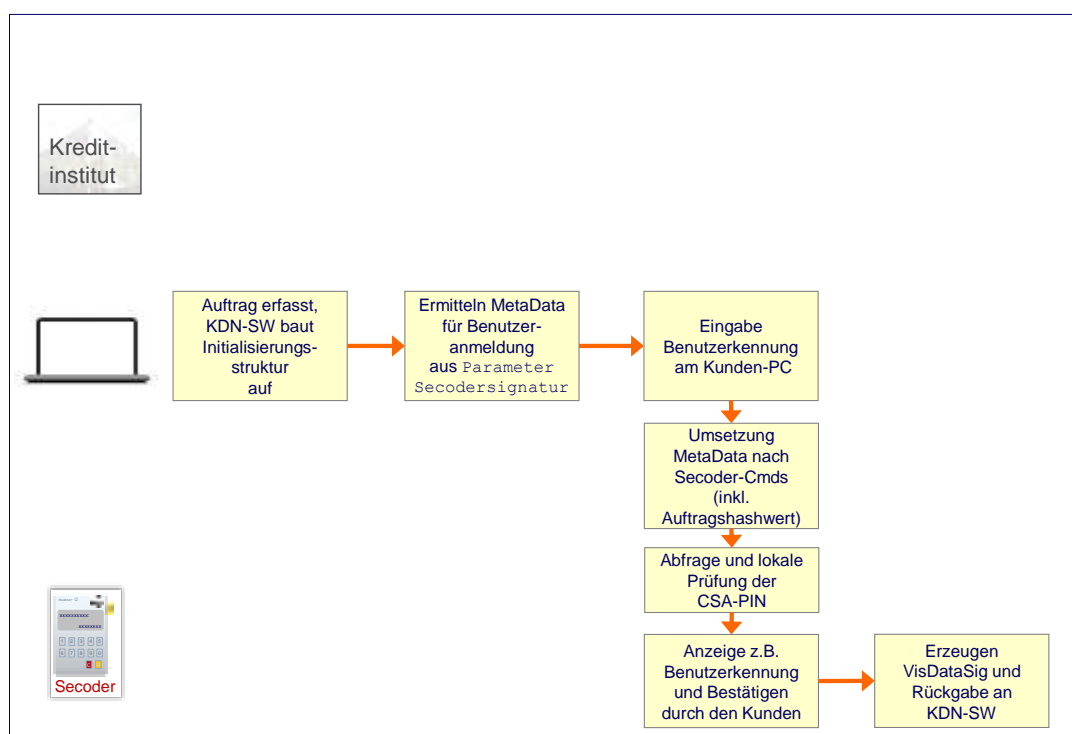 Kredit-
institut
Auftrag erfasst,
KDN-SW baut
Initialisierungs-
struktur
auf
Ermitteln MetaData
für Benutzer-
anmeldung
aus Parameter
Secodersignatur
Eingabe
Benutzerkennung
am Kunden-PC
Umsetzung
MetaData nach
Secoder-Cmds
(inkl.
Auftragshashwert)
Abfrage und lokale
Prüfung der
CSA-PIN
Secoder
Anzeige z.B.
Benutzerkennung
und Bestätigen
durch den Kunden
Erzeugen
VisDataSig und
Rückgabe an
KDN-SW